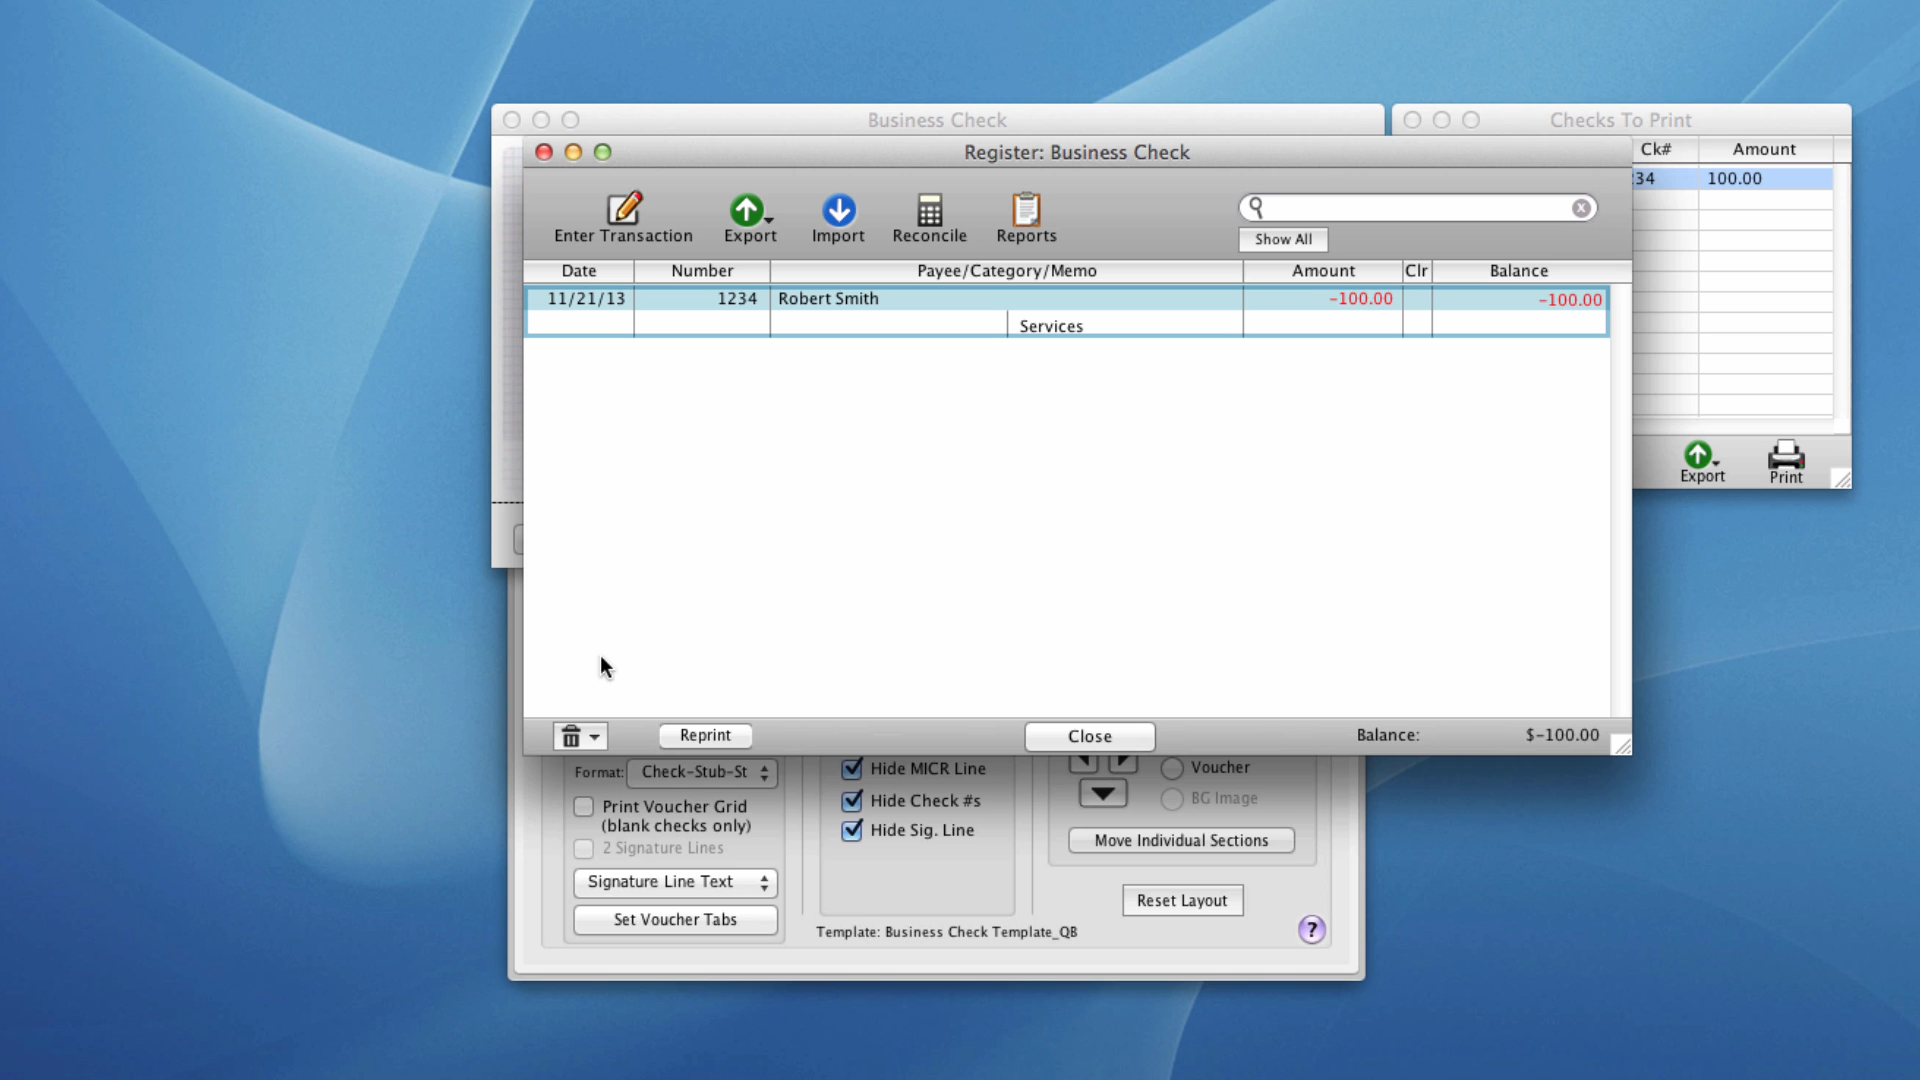 Business Check
Checks To Print
Register: Business Check
Ck# Amount
34 100.00
Enter Transaction Export Import Reconcile Reports
Show All
Date Number Payee/Category/Memo Amount Clr Balance
11/21/13 1234 Robert Smith -100.00 -100.00
Services
Export Print
Reprint Close Balance: $-100.00
Format: Check-Stub-St
Hide MICR Line
Voucher
Print Voucher Grid
(blank checks only)
Hide Check #s
BG Image
2 Signature Lines
Hide Sig. Line
Move Individual Sections
Signature Line Text
Reset Layout
Set Voucher Tabs
Template: Business Check Template_QB
?